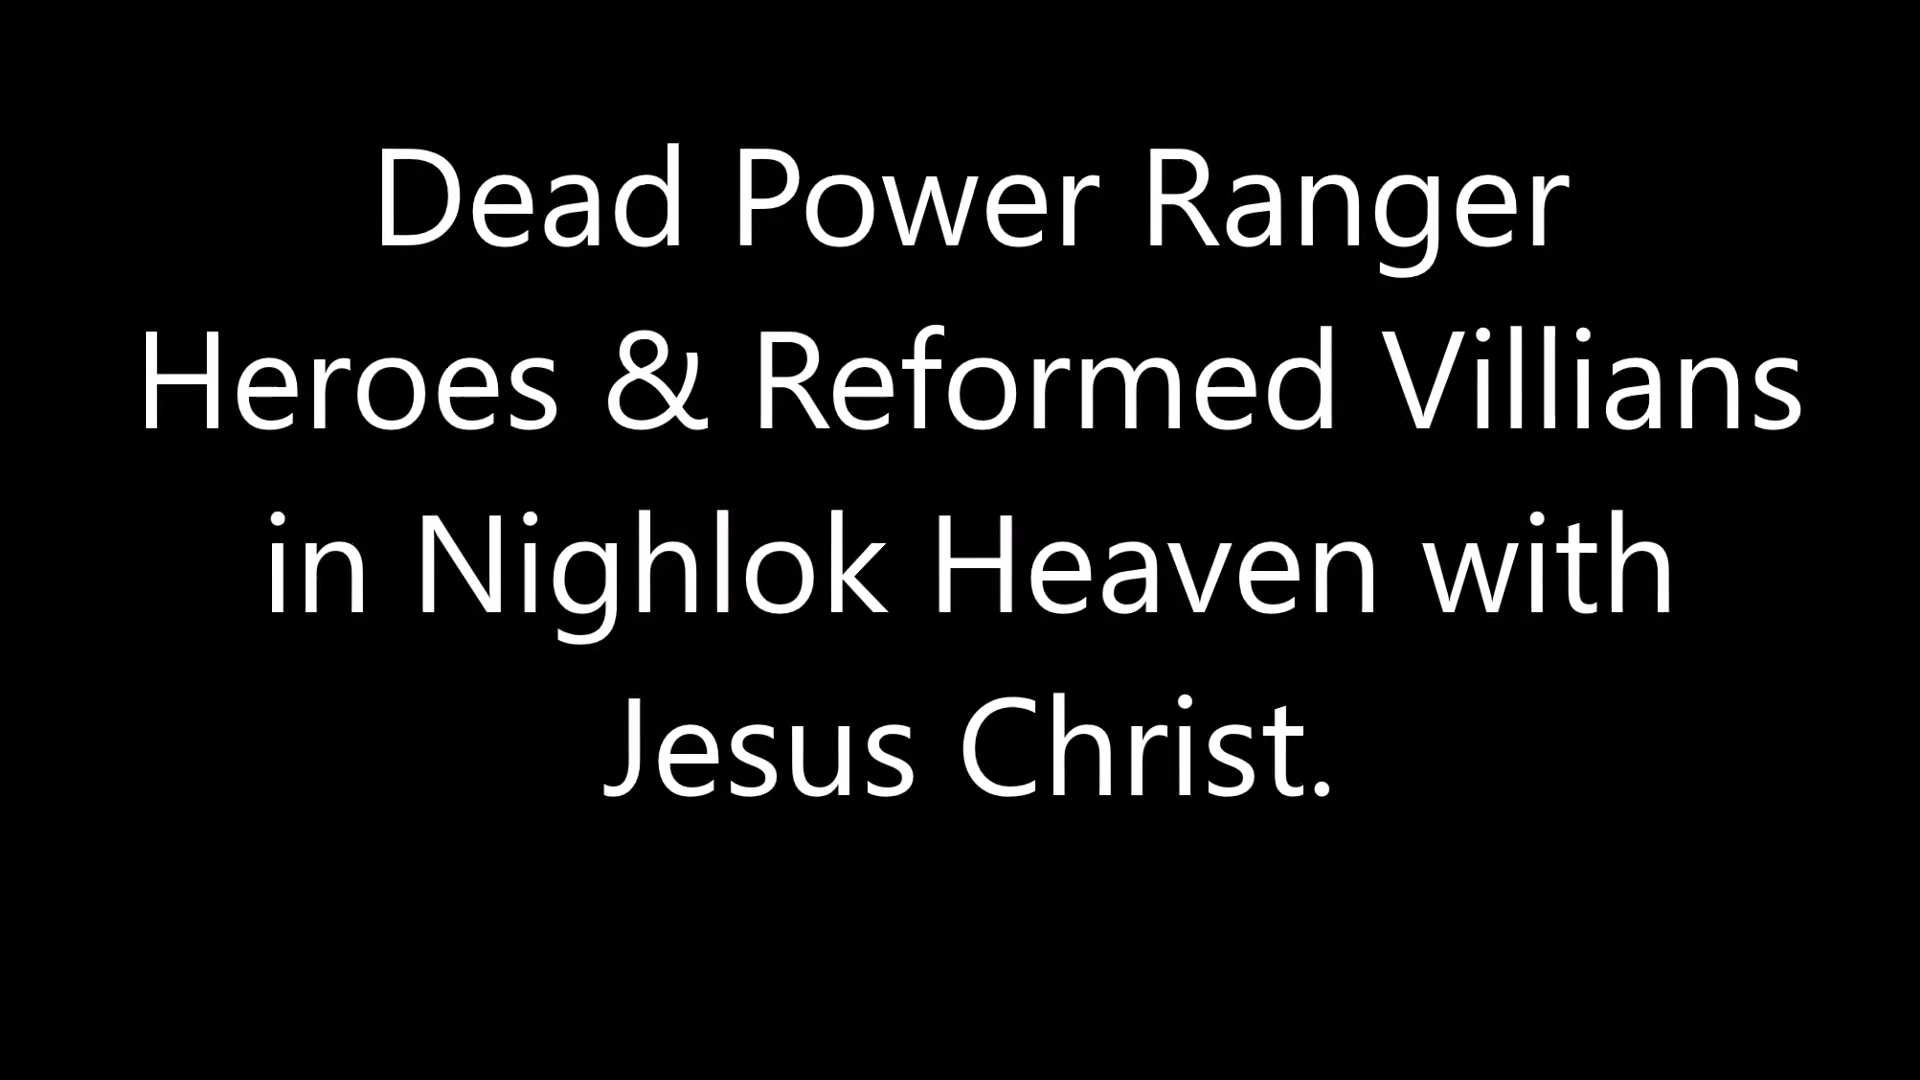 Dead Power Ranger
Heroes & Reformed Villians
in Nighlok Heaven with
Jesus Christ.